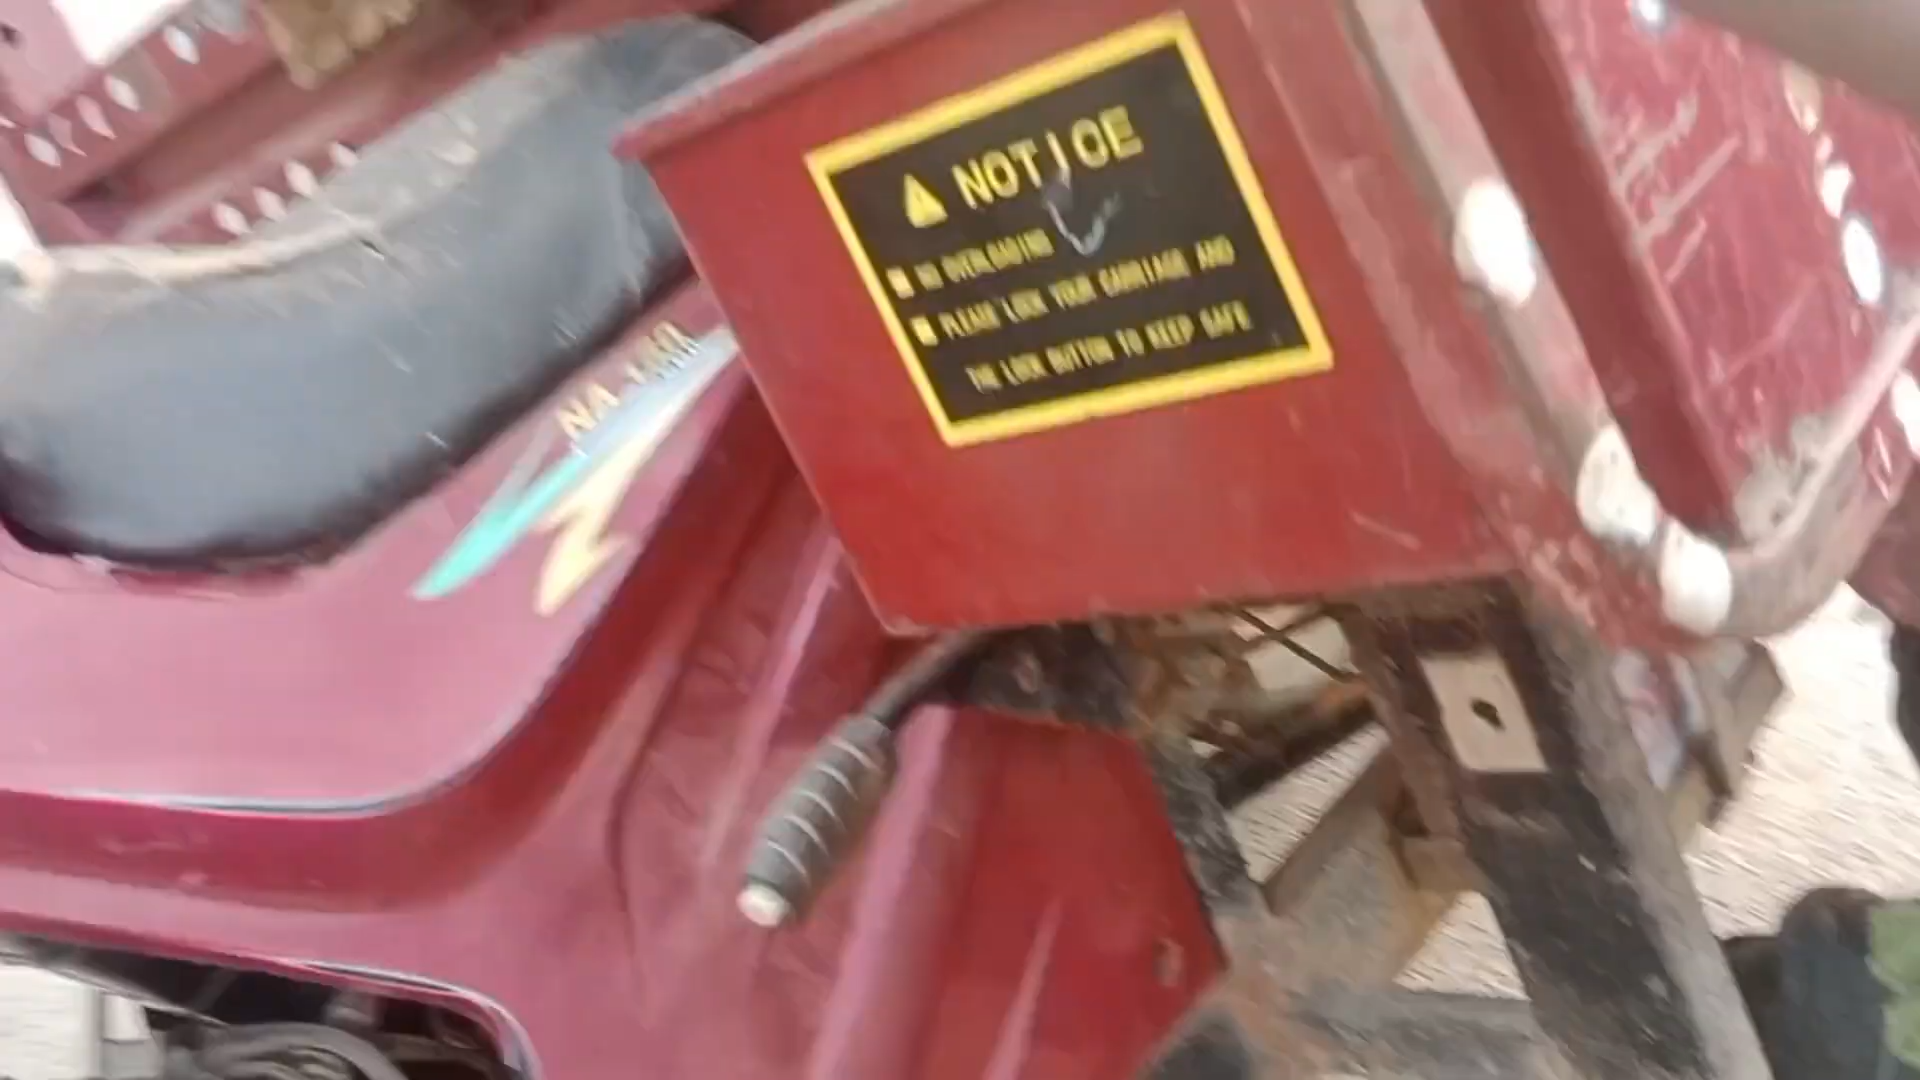 NOTICE
NO OVERLOADING
PLEASE LOCK YOUR CARRIAGE AND
THE LOCK BUTTON TO KEEP SAFE